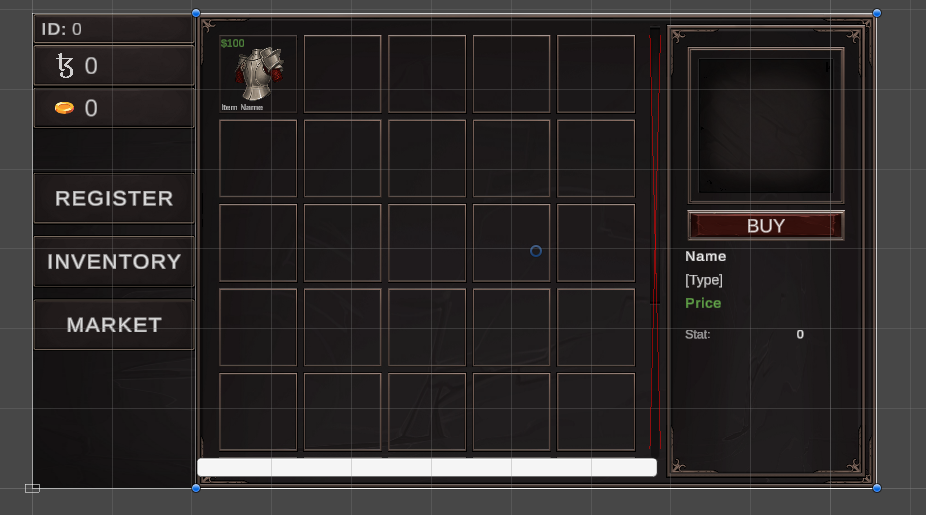 ID: 0
ꜩ 0
0
REGISTER
INVENTORY
MARKET
$100
Item Name
BUY
Name
[Type]
Price
Stat: 0